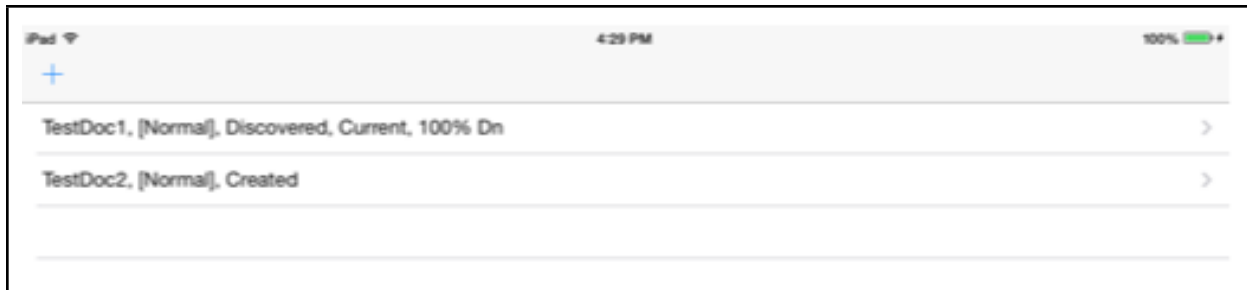 iPad 4:29 PM 100%
+
TestDoc1, [Normal], Discovered, Current, 100% Dn
TestDoc2, [Normal], Created